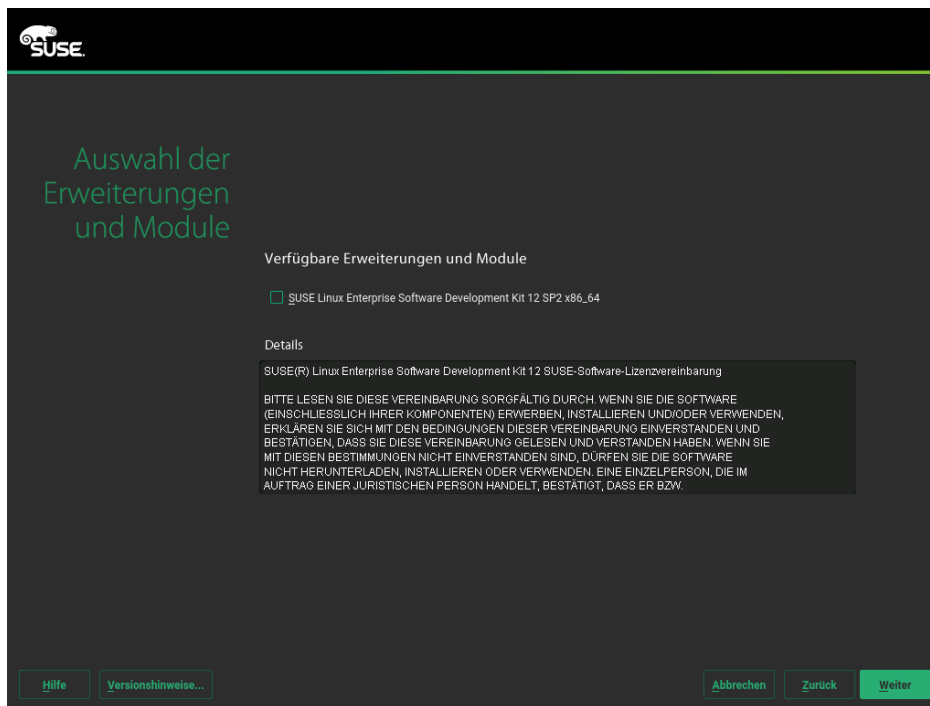 SUSE.
Auswahl der
Erweiterungen
und Module
Verfügbare Erweiterungen und Module
SUSE Linux Enterprise Software Development Kit 12 SP2 x86_64
Details
SUSE(R) Linux Enterprise Software Development Kit 12 SUSE-Software-Lizenzvereinbarung
BITTE LESEN SIE DIESE VEREINBARUNG SORGFÄLTIG DURCH. WENN SIE DIE SOFTWARE
(EINSCHLIESSLICH IHRER KOMPONENTEN) ERWERBEN, INSTALLIEREN UND/ODER VERWENDEN,
ERKLÄREN SIE SICH MIT DEN BEDINGUNGEN DIESER VEREINBARUNG EINVERSTANDEN UND
BESTÄTIGEN, DASS SIE DIESE VEREINBARUNG GELESEN UND VERSTANDEN HABEN. WENN SIE
MIT DIESEN BESTIMMUNGEN NICHT EINVERSTANDEN SIND, DÜRFEN SIE DIE SOFTWARE
NICHT HERUNTERLADEN, INSTALLIEREN ODER VERWENDEN. EINE EINZELPERSON, DIE IM
AUFTRAG EINER JURISTISCHEN PERSON HANDELT, BESTÄTIGT, DASS ER BZW.
Hilfe Versionshinweise... Abbrechen Zurück Weiter